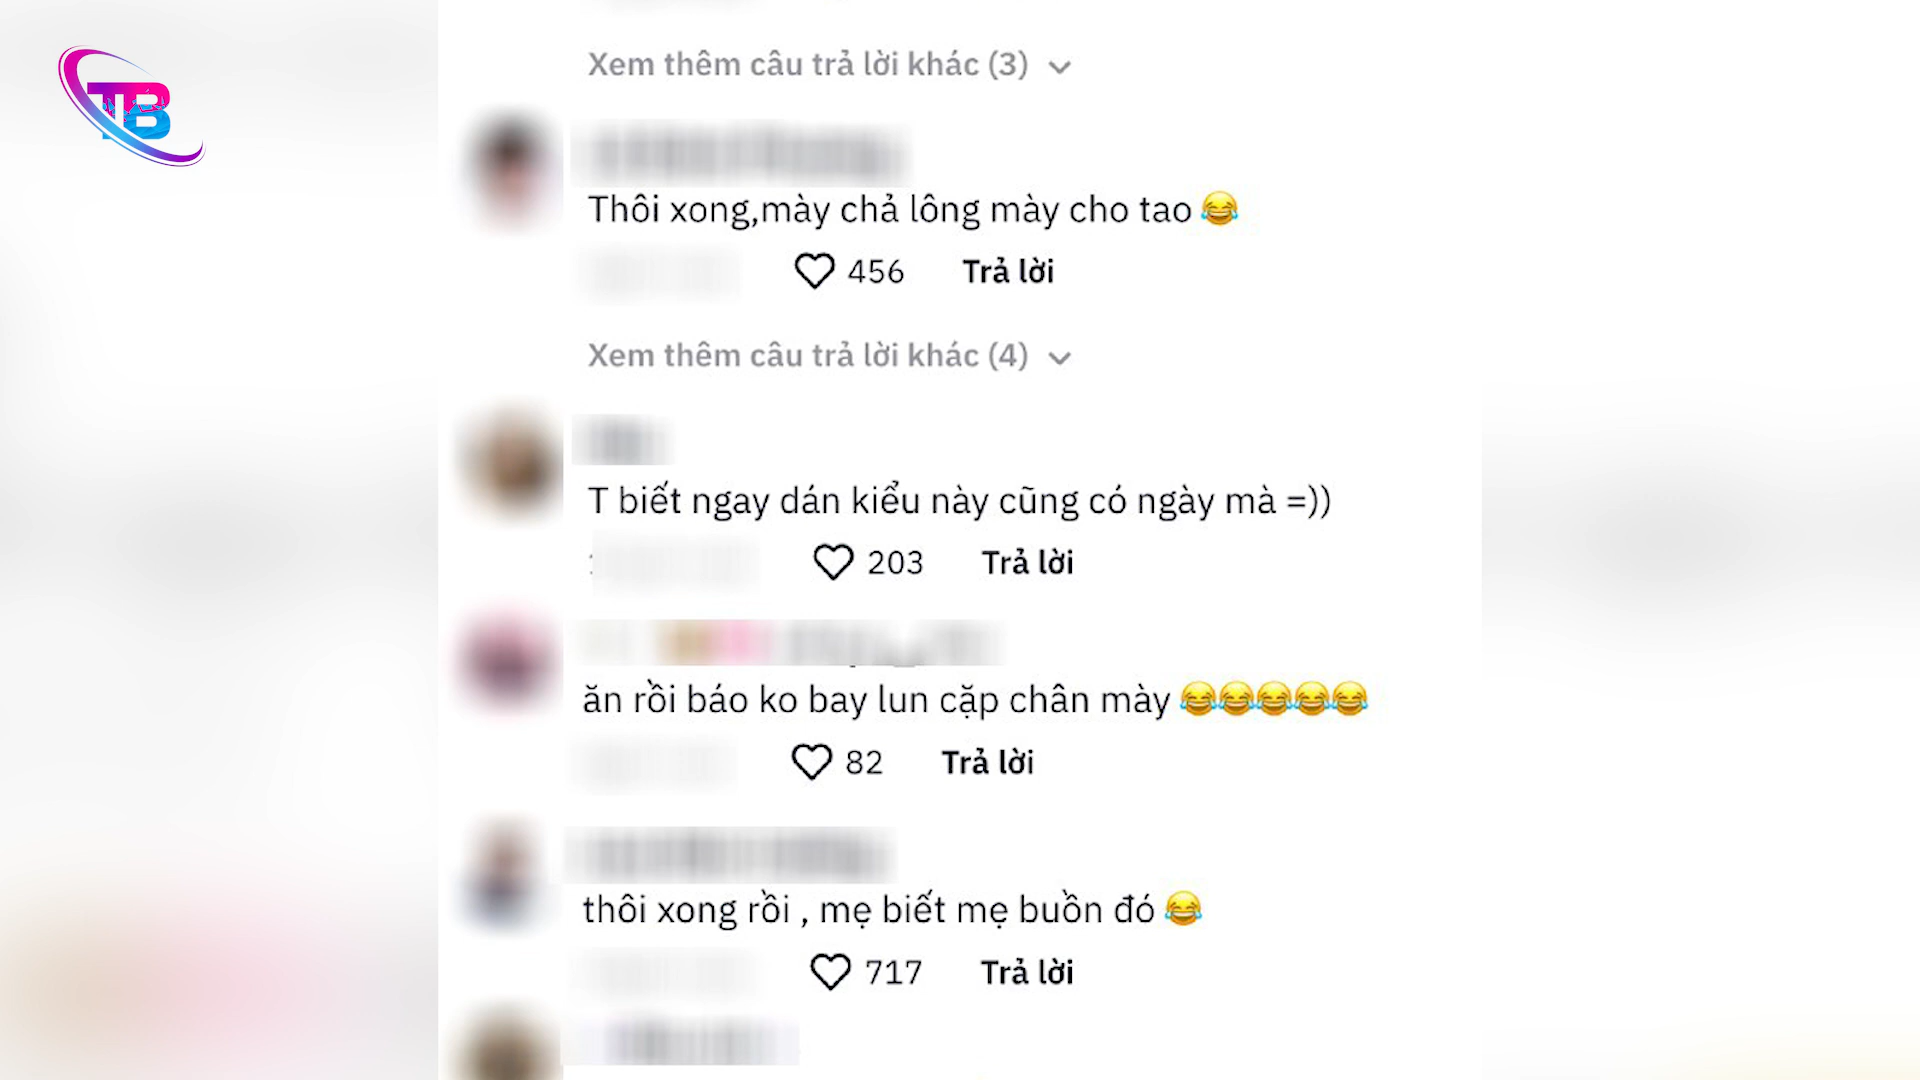 TB
Xem thêm câu trả lời khác (3)
Thôi xong,mày chả lông mày cho tao 😂
456 Trả lời
Xem thêm câu trả lời khác (4)
T biết ngay dán kiểu này cũng có ngày mà =))
203 Trả lời
ăn rồi báo ko bay lun cặp chân mày 😂😂😂😂😂
82 Trả lời
thôi xong rồi , mẹ biết mẹ buồn đó 😂
717 Trả lời